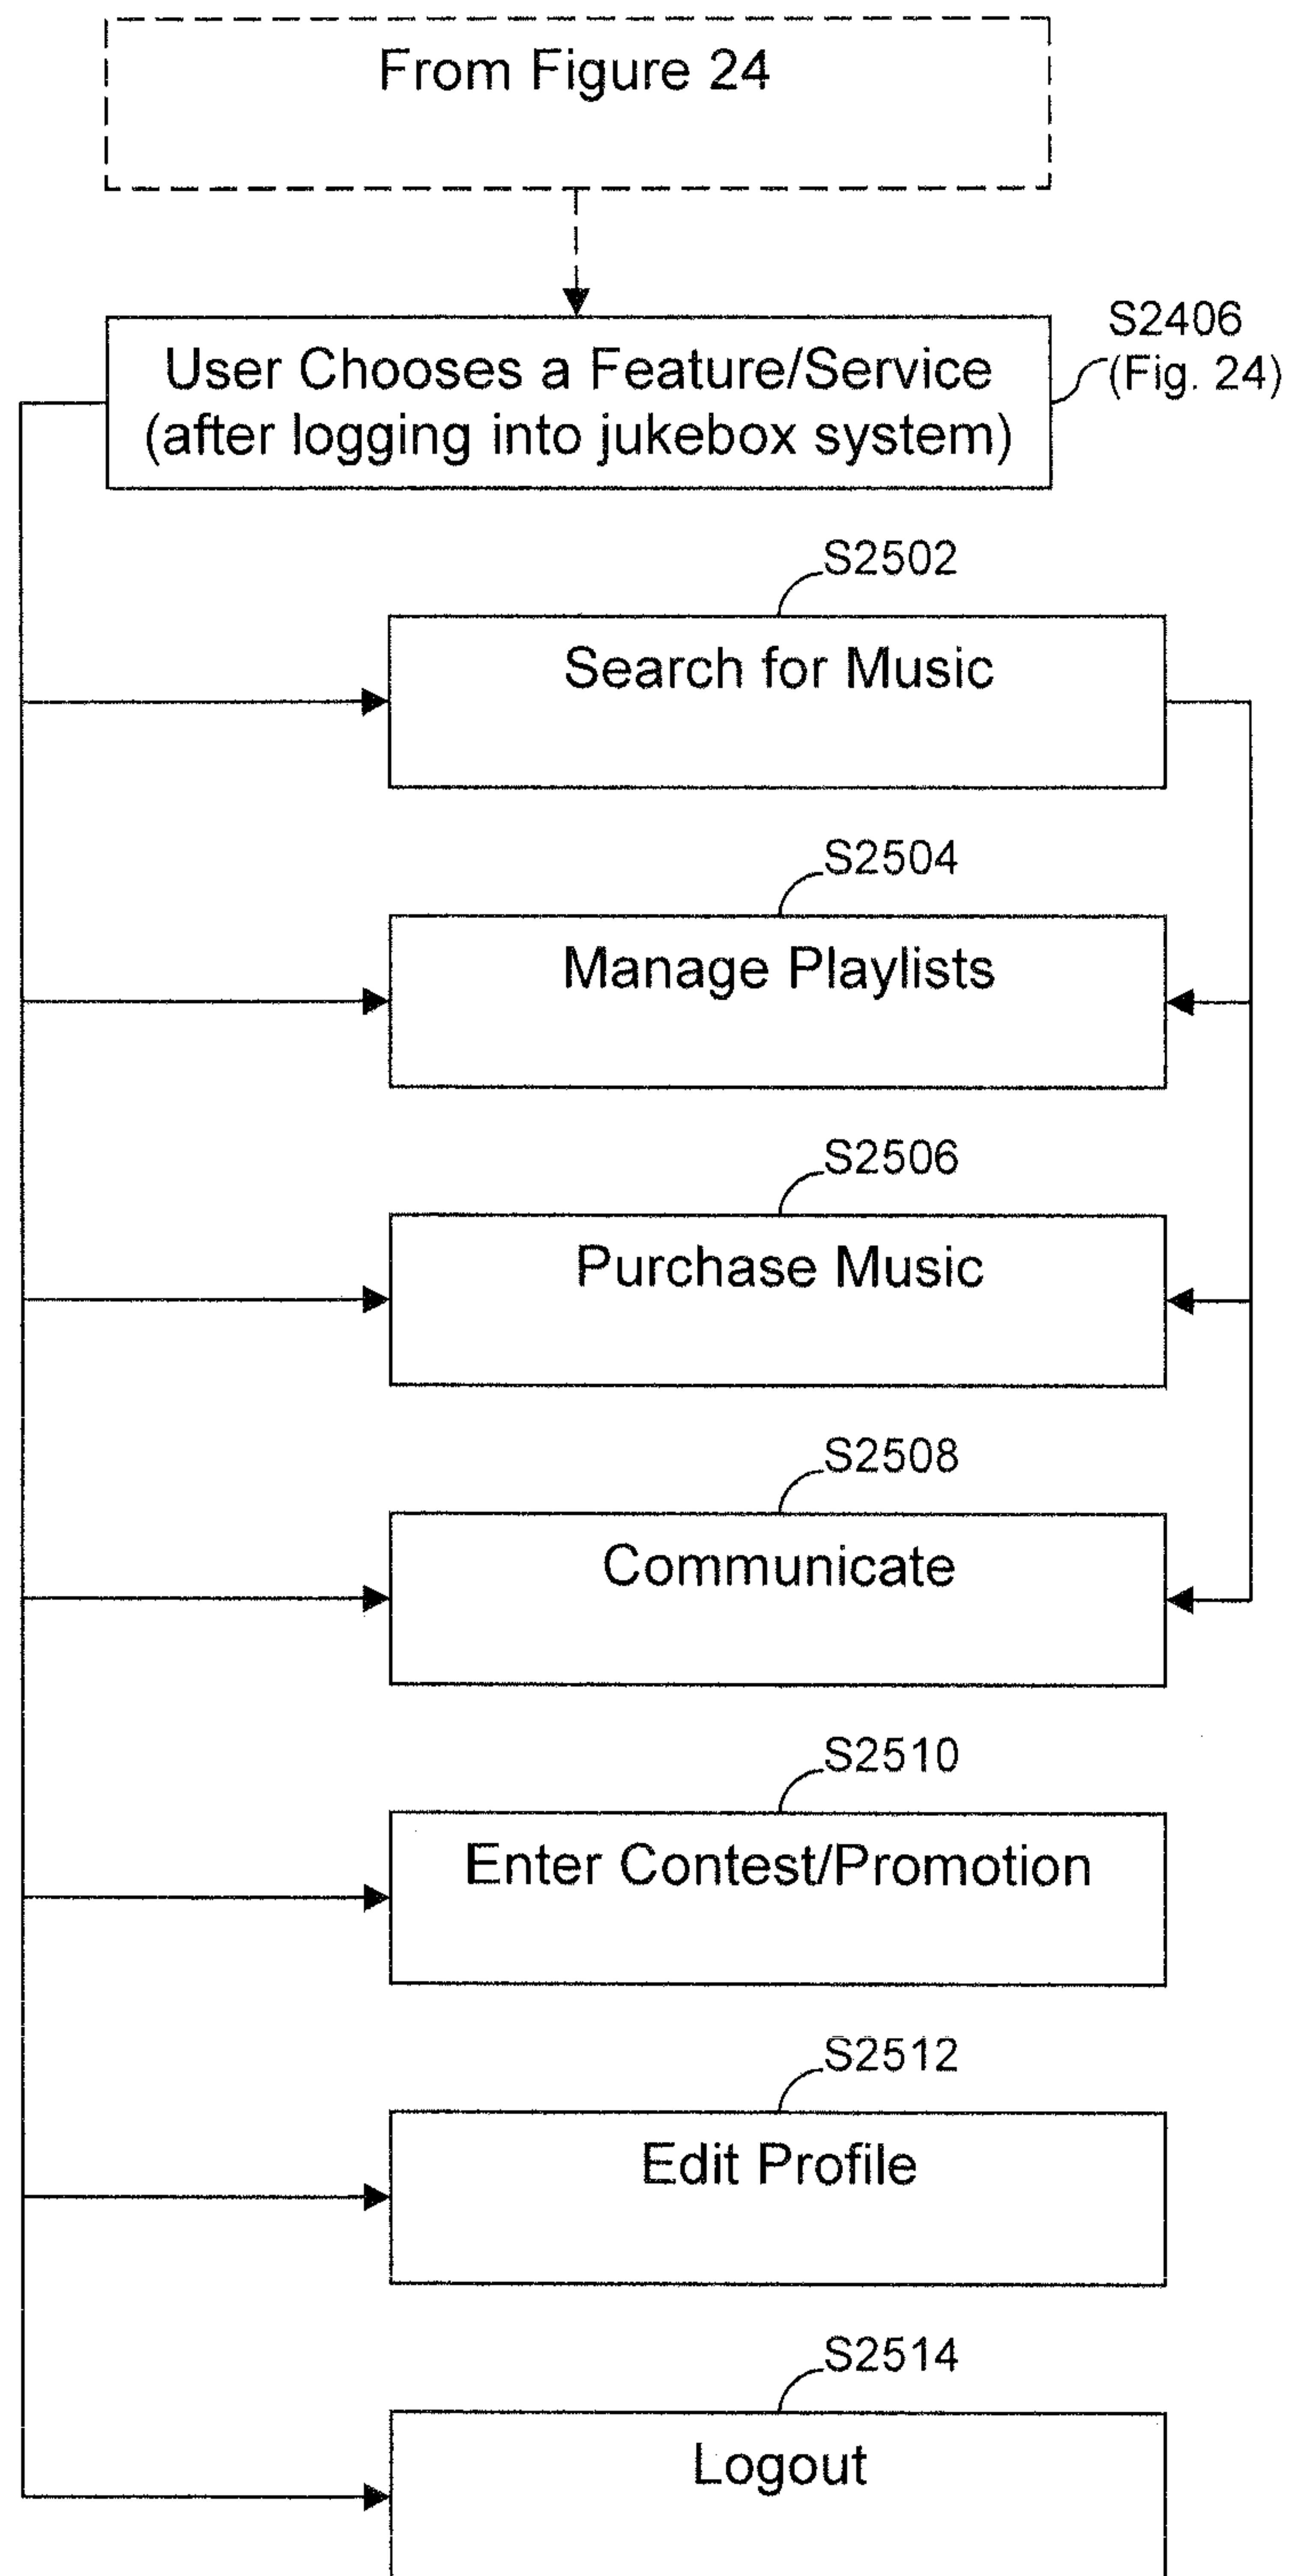 From Figure 24
User Chooses a Feature/Service
(after logging into jukebox system)
S2406
(Fig. 24)
S2502
Search for Music
S2504
Manage Playlists
S2506
Purchase Music
S2508
Communicate
S2510
Enter Contest/Promotion
S2512
Edit Profile
S2514
Logout